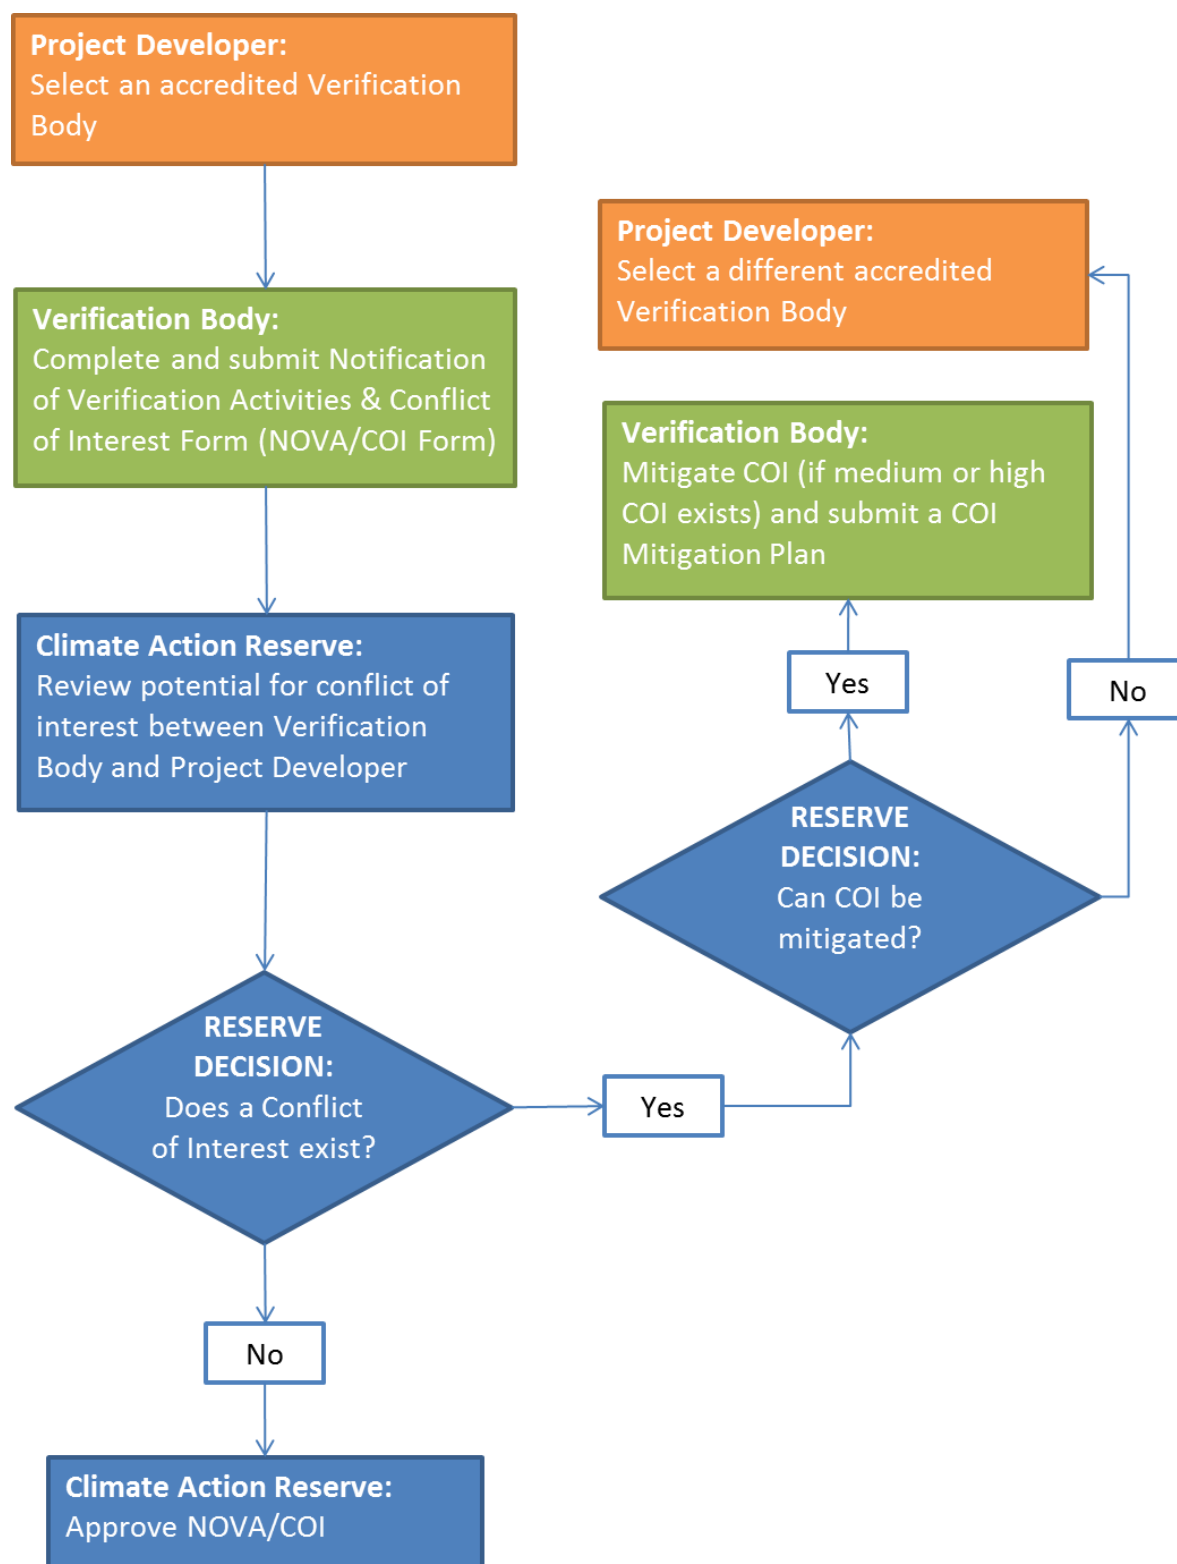 Project Developer:
Select an accredited Verification
Body
Verification Body:
Complete and submit Notification
of Verification Activities & Conflict
of Interest Form (NOVA/COI Form)
Climate Action Reserve:
Review potential for conflict of
interest between Verification
Body and Project Developer
RESERVE
DECISION:
Does a Conflict
of Interest exist?
No
Climate Action Reserve:
Approve NOVA/COI
Yes
RESERVE
DECISION:
Can COI be
mitigated?
Yes
Verification Body:
Mitigate COI (if medium or high
COI exists) and submit a COI
Mitigation Plan
No
Project Developer:
Select a different accredited
Verification Body